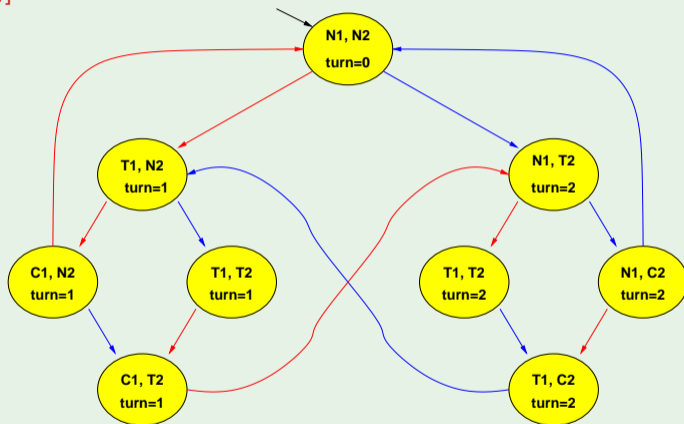 N1, N2
turn=0
T1, N2
turn=1
N1, T2
turn=2
C1, N2
turn=1
T1, T2
turn=1
T1, T2
turn=2
N1, C2
turn=2
C1, T2
turn=1
T1, C2
turn=2